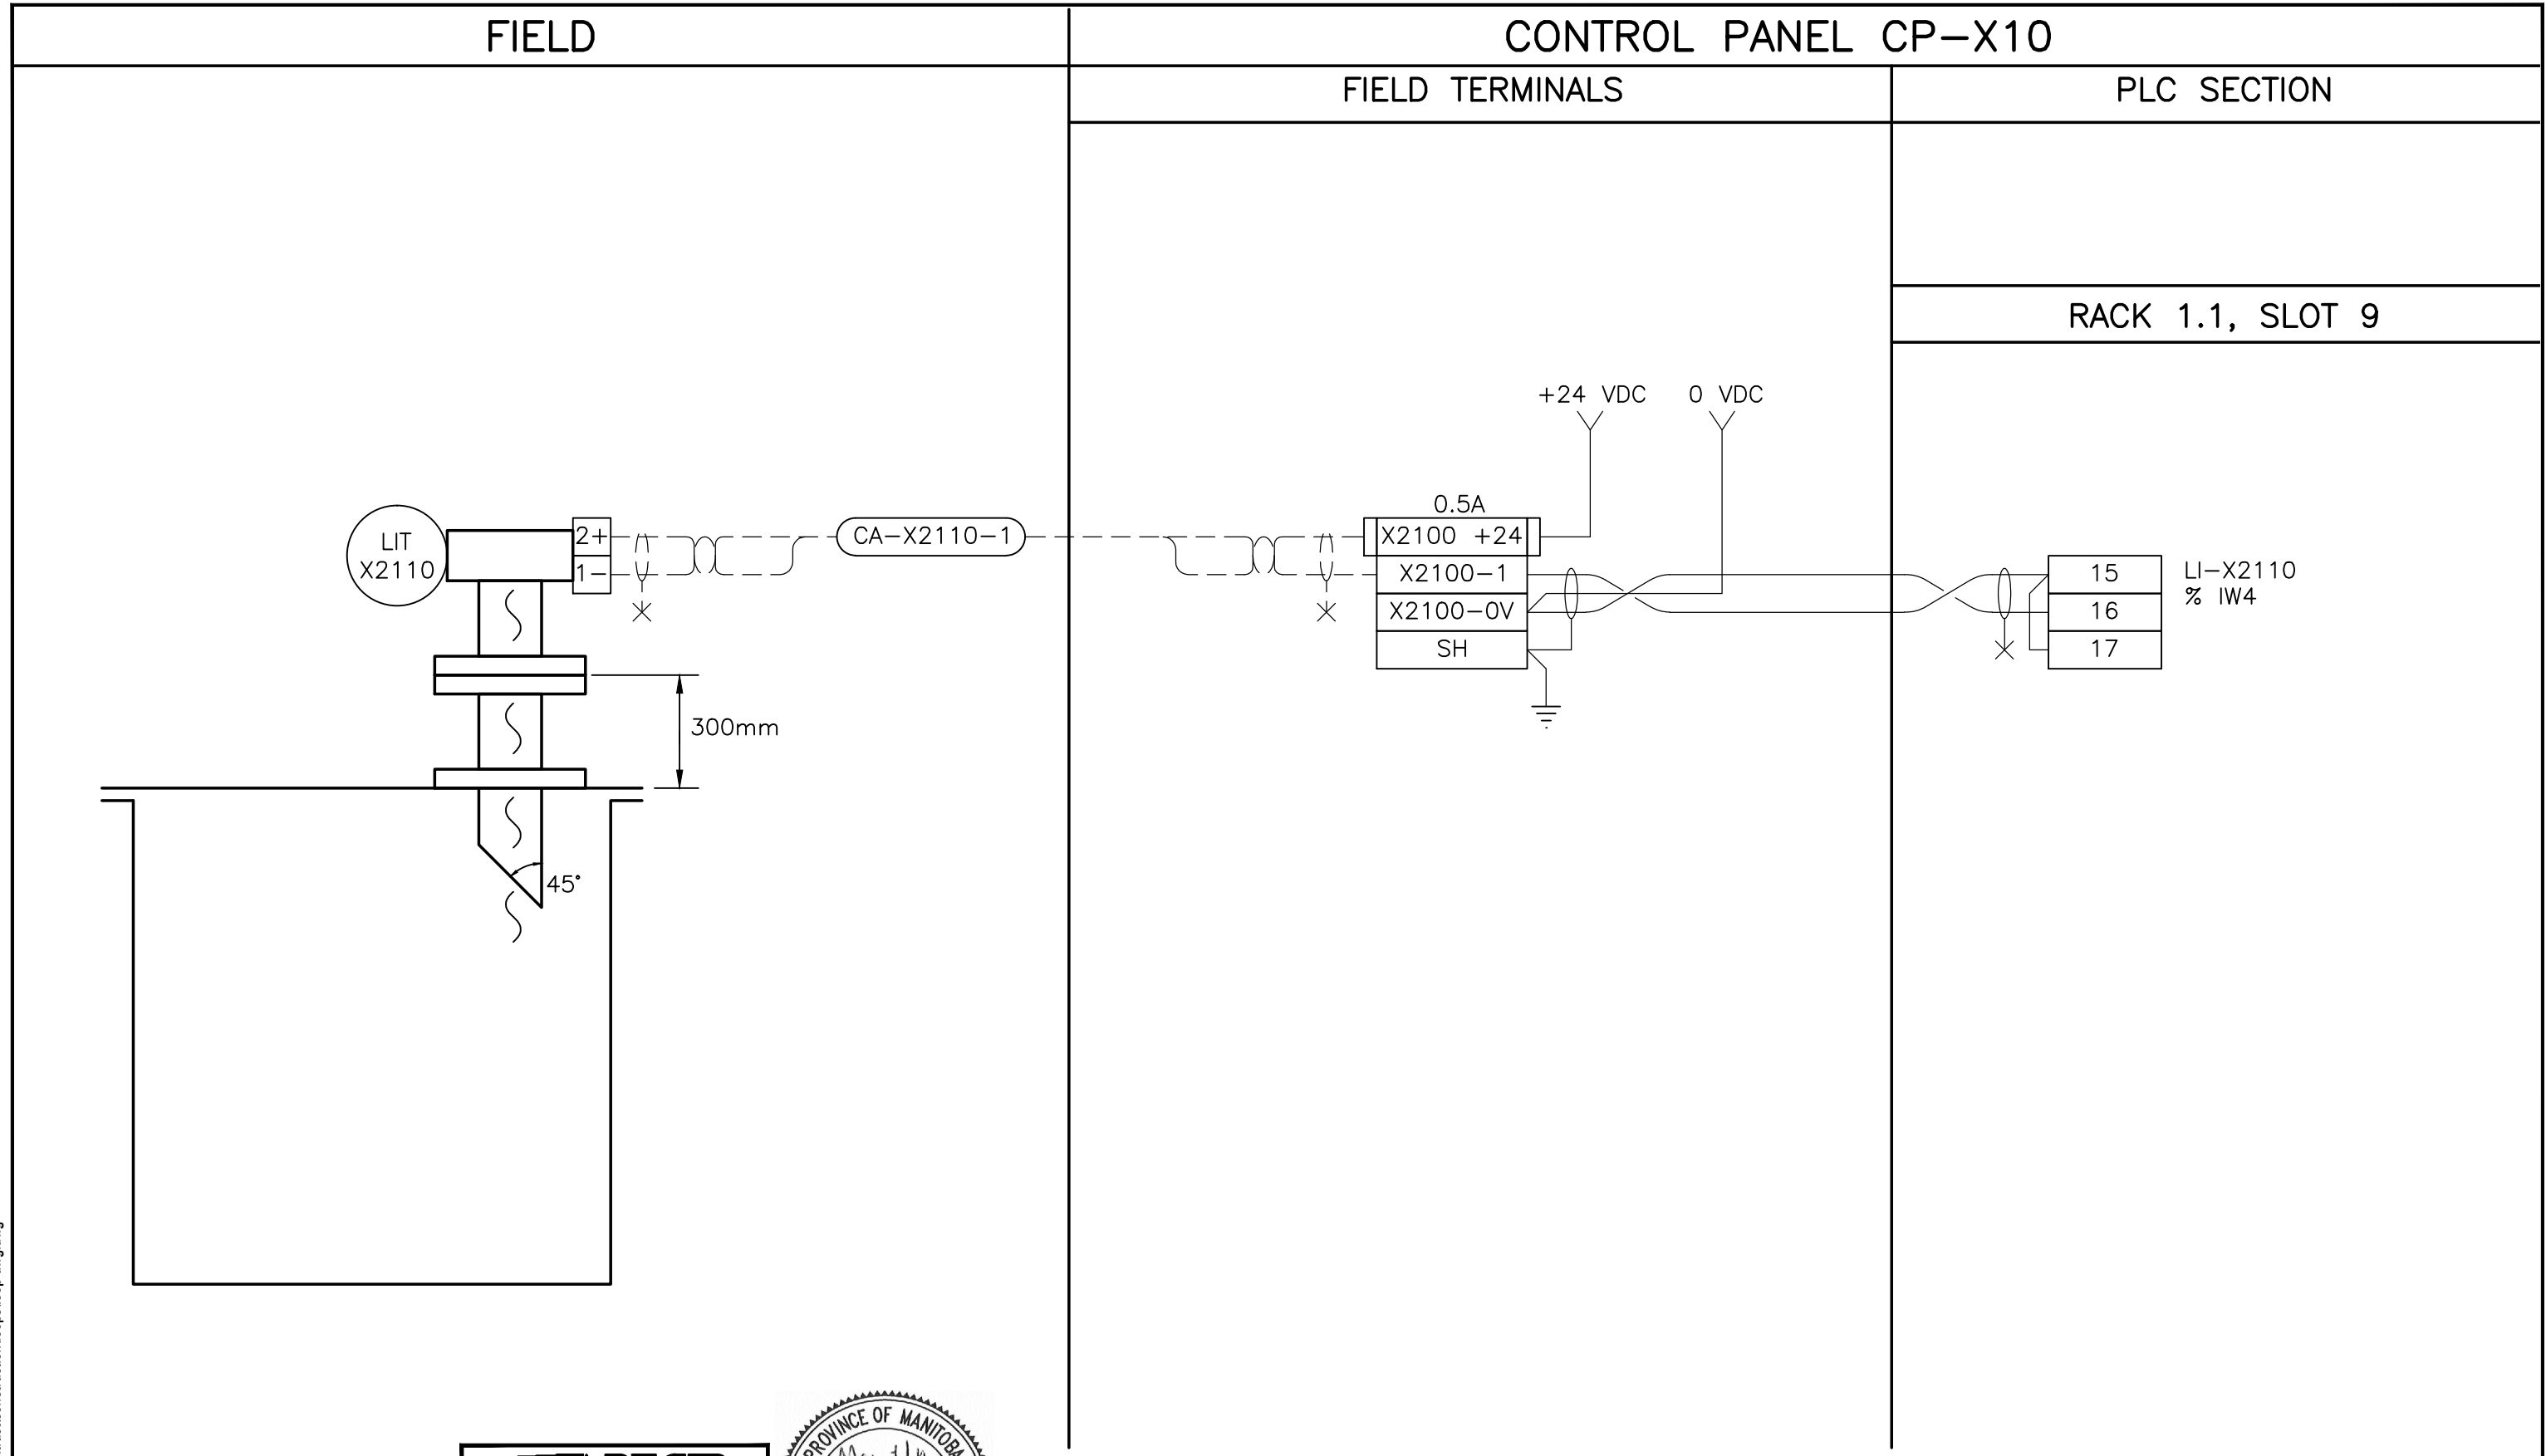 FIELD
CONTROL PANEL CP-X10
FIELD TERMINALS
PLC SECTION
RACK 1.1, SLOT 9
+24 VDC
0 VDC
LIT
X2110
2+
1-
CA-X2110-1
0.5A
X2100 +24
X2100-1
X2100-0V
SH
15
16
17
LI-X2110
% IW4
300mm
45°
PROVINCE OF MANITOBA